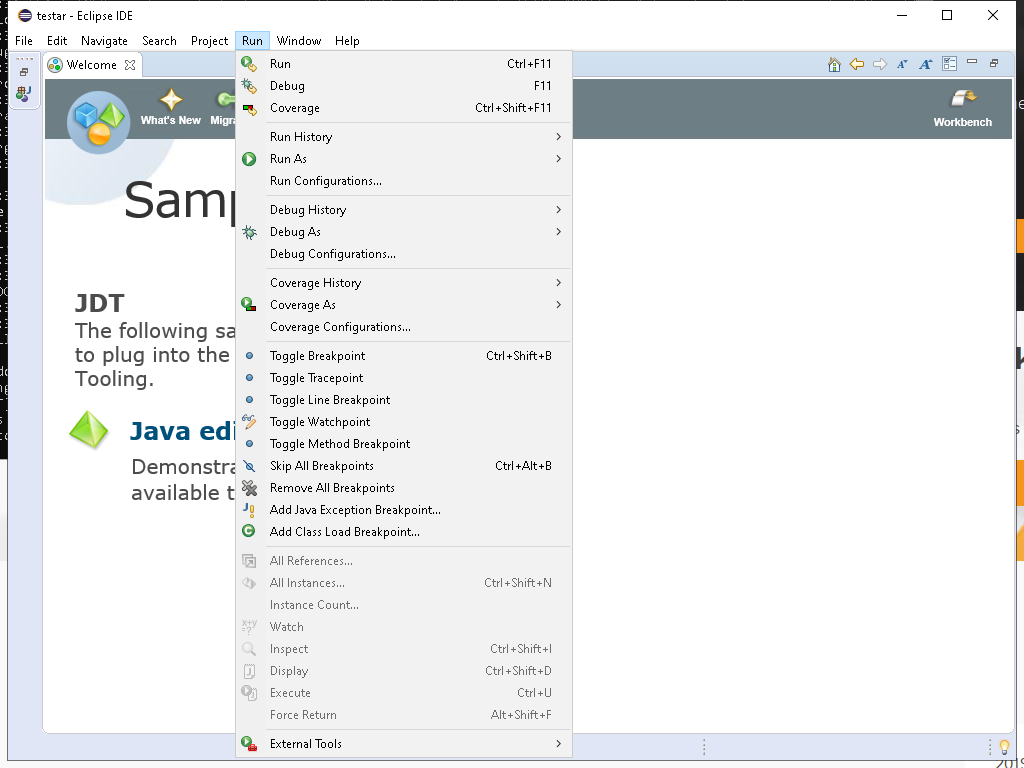 testar - Eclipse IDE
File Edit Navigate Search Project Run Window Help
Welcome
What's New
Workbench
JDT
The following
to plug into the
Tooling.
Java
available
Run Ctrl+F11
Debug F11
Coverage Ctrl+Shift+F11
Run History
Run As
Run Configurations...
Debug History
Debug As
Debug Configurations...
Coverage History
Coverage As
Coverage Configurations...
Toggle Breakpoint Ctrl+Shift+B
Toggle Tracepoint
Toggle Line Breakpoint
Toggle Watchpoint
Toggle Method Breakpoint
Skip All Breakpoints Ctrl+Alt+B
Remove All Breakpoints
Add Java Exception Breakpoint...
Add Class Load Breakpoint...
All References...
All Instances... Ctrl+Shift+N
Instance Count...
Watch
Inspect Ctrl+Shift+I
Display Ctrl+Shift+D
Execute Ctrl+U
Force Return Alt+Shift+F
External Tools